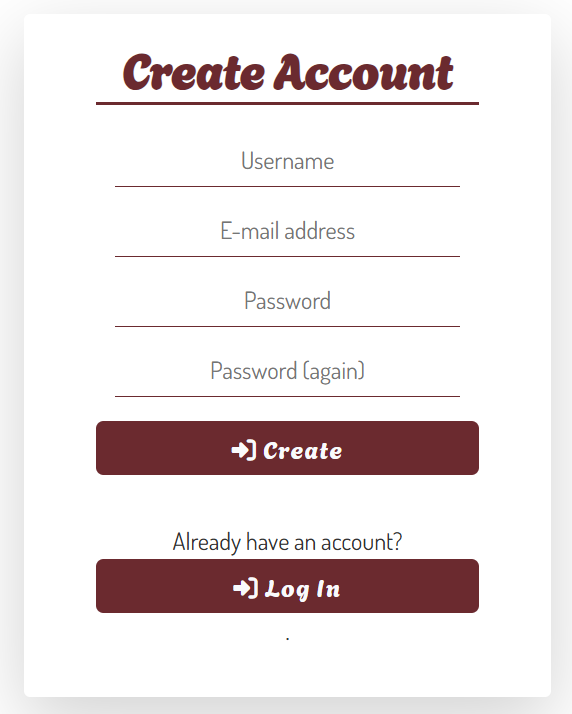 Create Account
Username
E-mail address
Password
Password (again)
Create
Already have an account?
Log In
.